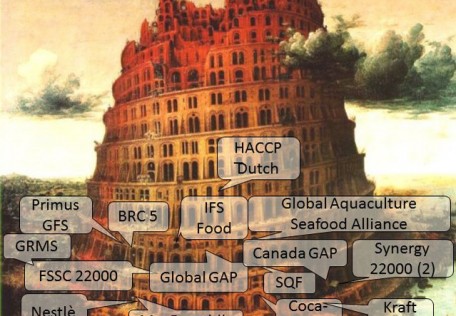 HACCP
Dutch
Primus
GFS
BRC 5
IFS
Food
Global Aquaculture
Seafood Alliance
GRMS
Canada GAP
Synergy
22000 (2)
FSSC 22000
Global GAP
SQF
Nestlè
Coca-
Kraft